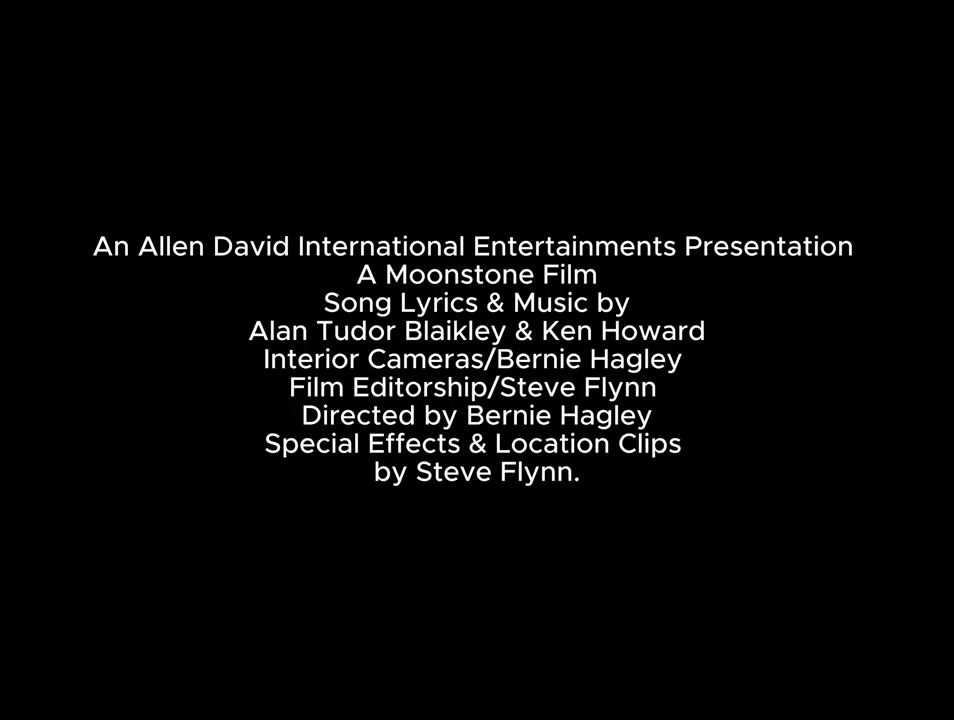 An Allen David International Entertainments Presentation
A Moonstone Film
Song Lyrics & Music by
Alan Tudor Blaikley & Ken Howard
Interior Cameras/Bernie Hagley
Film Editorship/Steve Flynn
Directed by Bernie Hagley
Special Effects & Location Clips
by Steve Flynn.